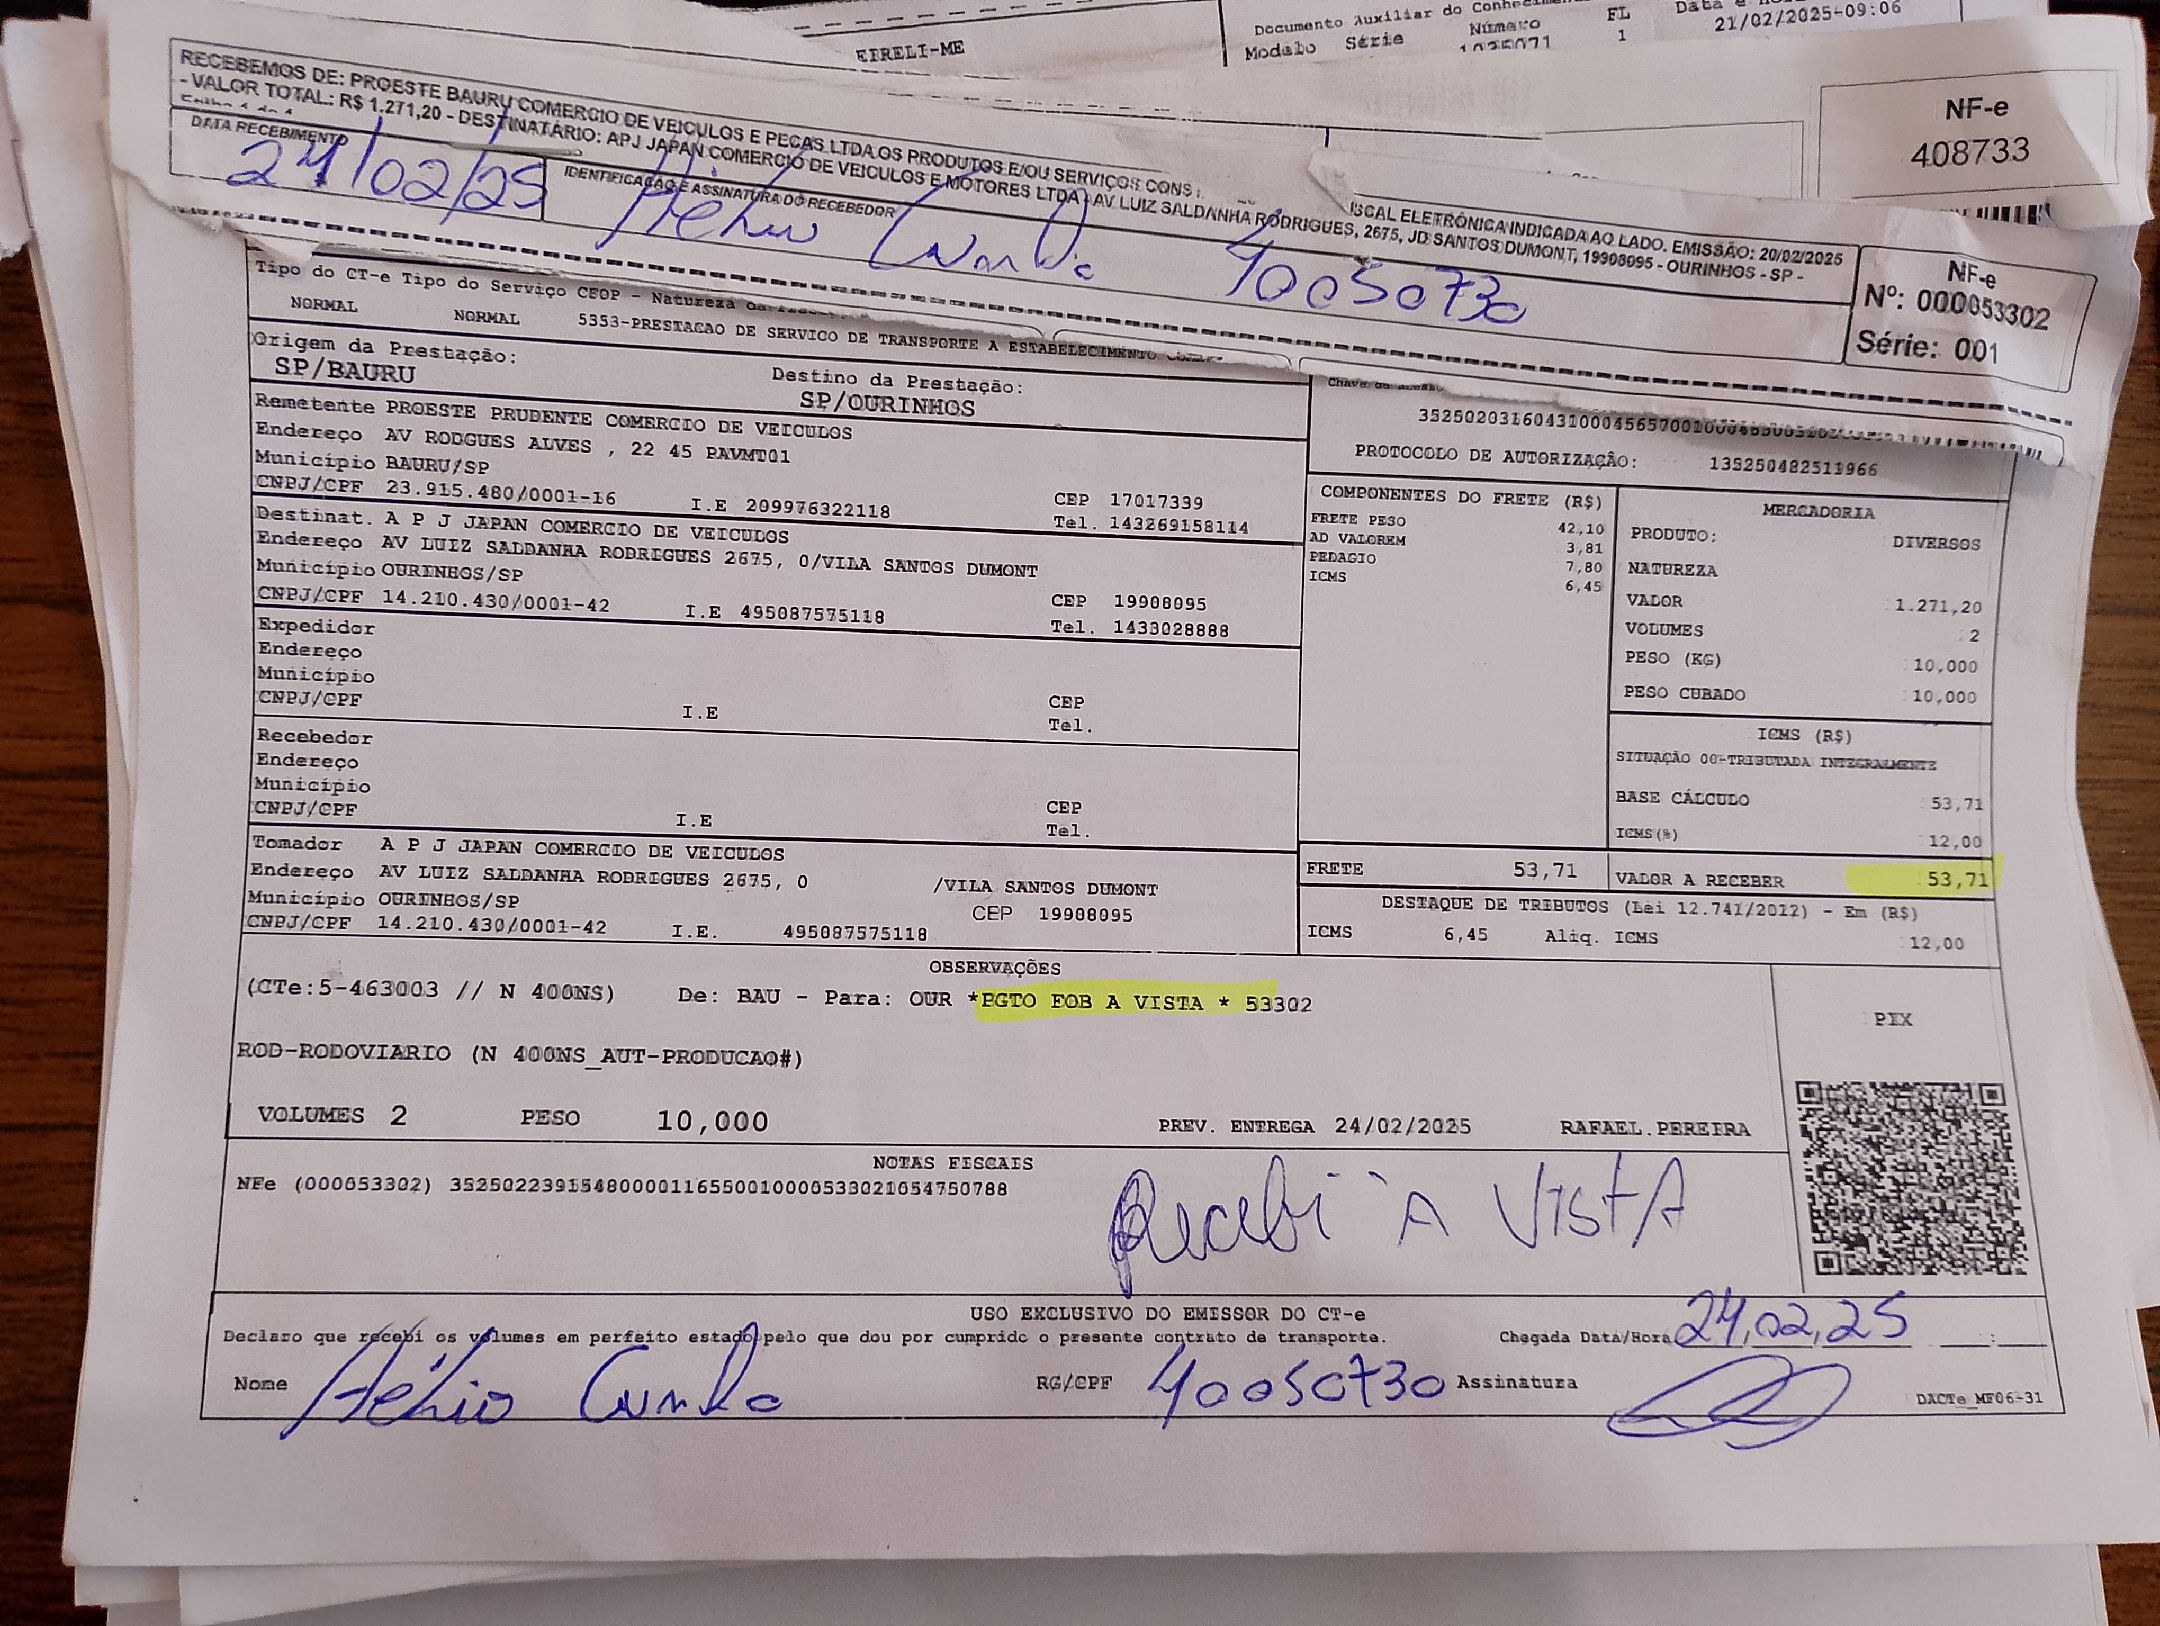 Documento Auxiliar do
EIRELI-ME
Modelo Série Número FL
1
21/02/2025-09:06
NF-e
408733
RECEBEMOS DE: PROESTE BAURU COMERCIO DE VEICULOS E PECAS LTDA OS PRODUTOS E/OU SERVIÇOS CONS
ISCAL ELETRÔNICA INDICADA AO LADO. EMISSÃO: 20/02/2025
- VALOR TOTAL: R$ 1.271,20 - DESTINATÁRIO: APJ JAPAN COMERCIO DE VEICULOS E MOTORES LTDA - AV LUIZ SALDANHA RODRIGUES, 2675, JD SANTOS DUMONT, 19908095 - OURINHOS - SP -
DATA RECEBIMENTO
24/02/25
IDENTIFICAÇÃO E ASSINATURA DO RECEBEDOR
Hélio Cunha 40050730
NF-e
Nº: 000053302
Série: 001
Tipo do CT-e Tipo do Serviço CFOP - Natureza
NORMAL NORMAL 5353-PRESTACAO DE SERVICO DE TRANSPORTE A ESTABELECIMENTO
Origem da Prestação:
SP/BAURU
Destino da Prestação:
SP/OURINHOS
PROTOCOLO DE AUTORIZAÇÃO: 135250482511966
Remetente PROESTE PRUDENTE COMERCIO DE VEICULOS
Endereço AV RODGUES ALVES , 22 45 PAVMT01
Município BAURU/SP
CNPJ/CPF 23.915.480/0001-16 I.E 209976322118 CEP 17017339
Tel. 143269158114
Destinat. A P J JAPAN COMERCIO DE VEICULOS
Endereço AV LUIZ SALDANHA RODRIGUES 2675, 0/VILA SANTOS DUMONT
Município OURINHOS/SP
CNPJ/CPF 14.210.430/0001-42 I.E 495087575118 CEP 19908095
Tel. 1433028888
Expedidor
Endereço
Município
CNPJ/CPF I.E CEP
Tel.
Recebedor
Endereço
Município
CNPJ/CPF I.E CEP
Tel.
Tomador A P J JAPAN COMERCIO DE VEICULOS
Endereço AV LUIZ SALDANHA RODRIGUES 2675, 0 /VILA SANTOS DUMONT
Município OURINHOS/SP CEP 19908095
CNPJ/CPF 14.210.430/0001-42 I.E. 495087575118
COMPONENTES DO FRETE (R$)
FRETE PESO 42,10
AD VALOREM 3,81
PEDAGIO 7,80
ICMS 6,45
MERCADORIA
PRODUTO: DIVERSOS
NATUREZA
VALOR 1.271,20
VOLUMES 2
PESO (KG) 10,000
PESO CUBADO 10,000
ICMS (R$)
SITUAÇÃO 00-TRIBUTADA INTEGRALMENTE
BASE CÁLCULO 53,71
ICMS(%) 12,00
FRETE 53,71 VALOR A RECEBER 53,71
DESTAQUE DE TRIBUTOS (Lei 12.741/2012) - Em (R$)
ICMS 6,45 Aliq. ICMS 12,00
OBSERVAÇÕES
(CTe:5-463003 // N 400NS) De: BAU - Para: OUR *PGTO FOB A VISTA * 53302
PIX
ROD-RODOVIARIO (N 400NS_AUT-PRODUCAO#)
VOLUMES 2 PESO 10,000 PREV. ENTREGA 24/02/2025 RAFAEL.PEREIRA
NOTAS FISCAIS
NFe (000053302) 35250223915480000116550010000533021054750788
Recebi à VISTA
USO EXCLUSIVO DO EMISSOR DO CT-e
Declaro que recebi os volumes em perfeito estado pelo que dou por cumprido o presente contrato de transporte. Chegada Data/Hora 24,02,25 __:__
Nome Hélio Cunha RG/CPF 40050730 Assinatura
DACTe_MF06-31